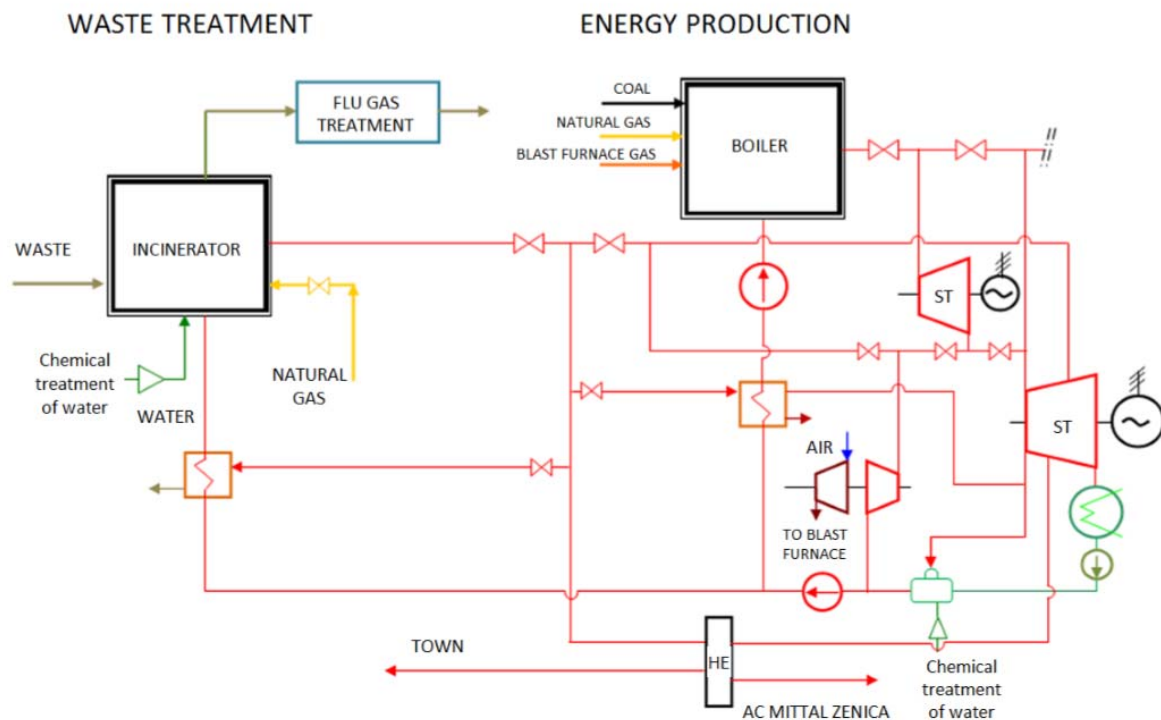 WASTE TREATMENT
ENERGY PRODUCTION
FLU GAS
TREATMENT
COAL
NATURAL GAS
BLAST FURNACE GAS
BOILER
WASTE
INCINERATOR
ST
Chemical
treatment
of water
WATER
NATURAL
GAS
ST
AIR
TO BLAST
FURNACE
TOWN
HE
AC MITTAL ZENICA
Chemical
treatment
of water